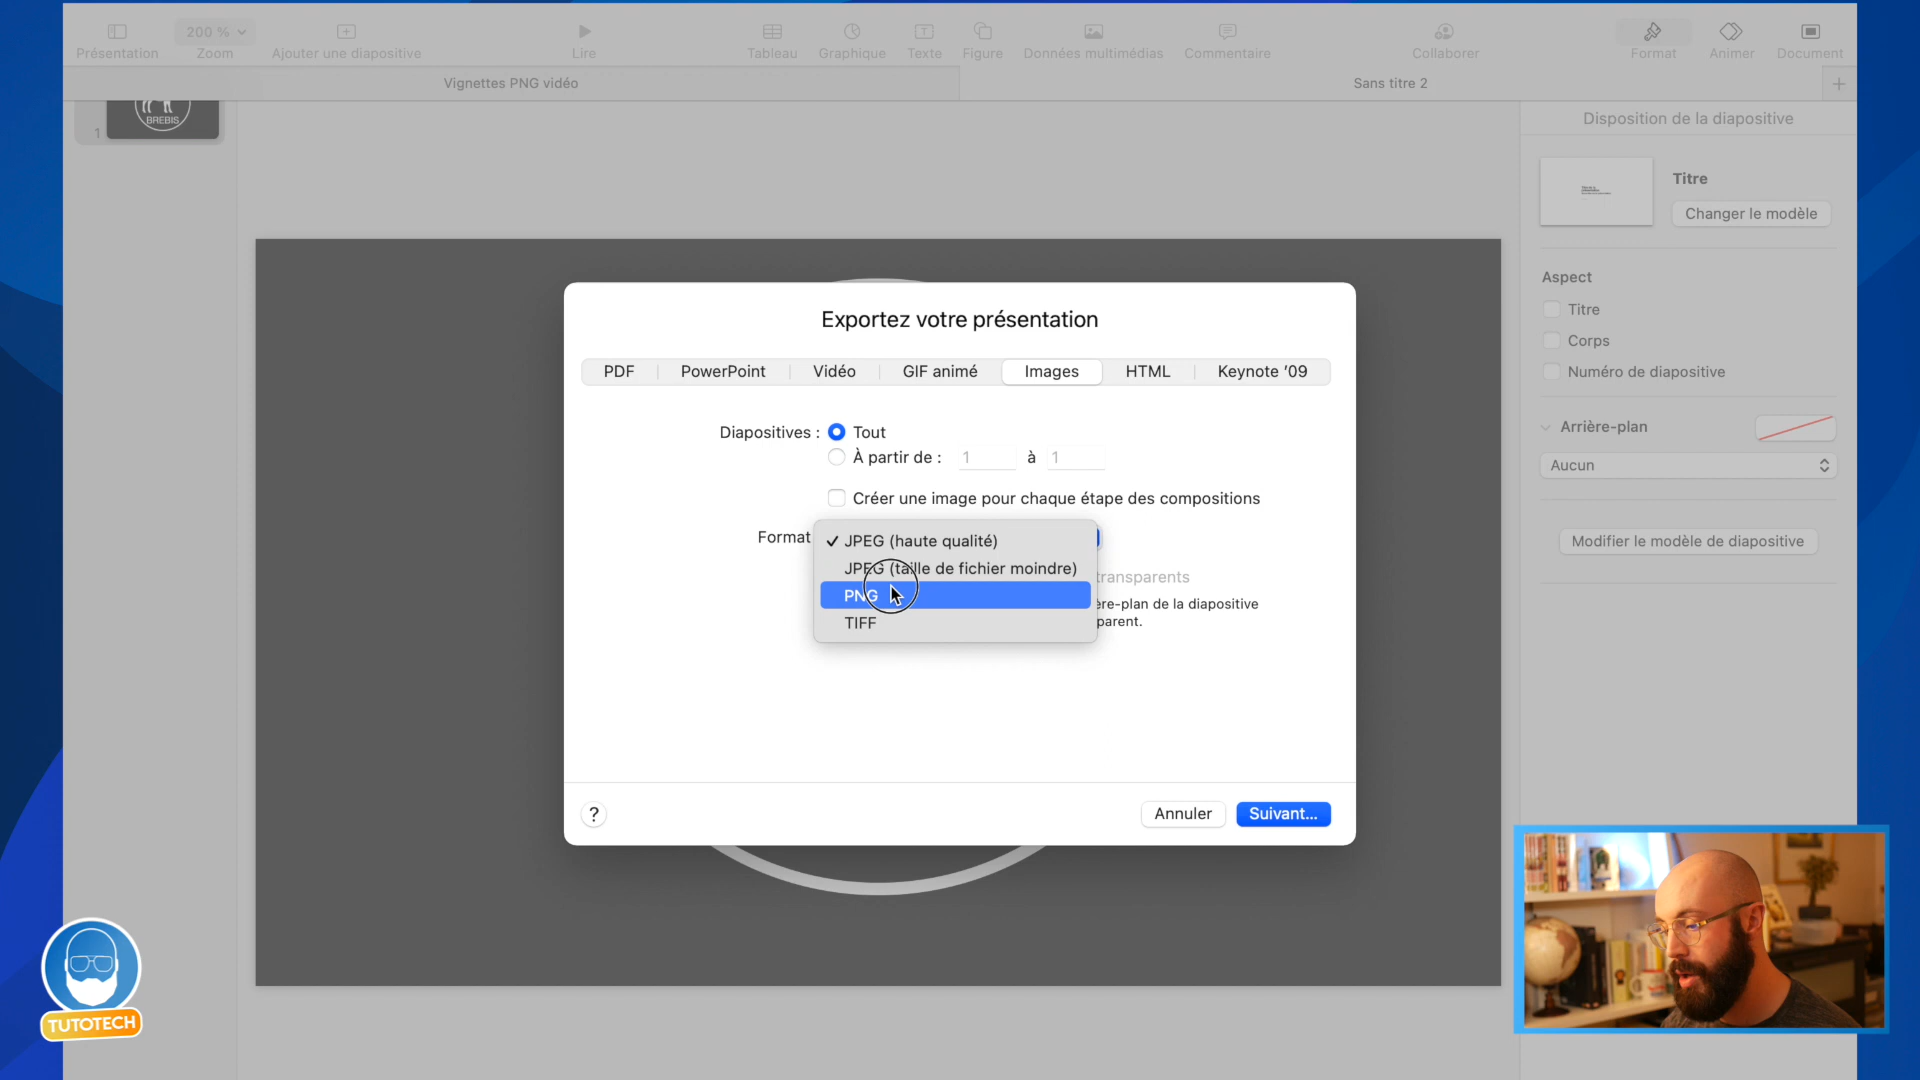 Présentation
200 %
Zoom
Ajouter une diapositive
Lire
Tableau
Graphique
Texte
Figure
Données multimédias
Commentaire
Collaborer
Format
Animer
Document
Vignettes PNG vidéo
Sans titre 2
BREBIS
1
Disposition de la diapositive
Titre
Changer le modèle
Aspect
Titre
Corps
Numéro de diapositive
Arrière-plan
Aucun
Modifier le modèle de diapositive
Exportez votre présentation
PDF
PowerPoint
Vidéo
GIF animé
Images
HTML
Keynote ’09
Diapositives :
Tout
À partir de :
1
à
1
Créer une image pour chaque étape des compositions
Format
JPEG (haute qualité)
JPEG (taille de fichier moindre)
PNG
TIFF
transparents
ère-plan de la diapositive
parent.
?
Annuler
Suivant...
TUTOTECH